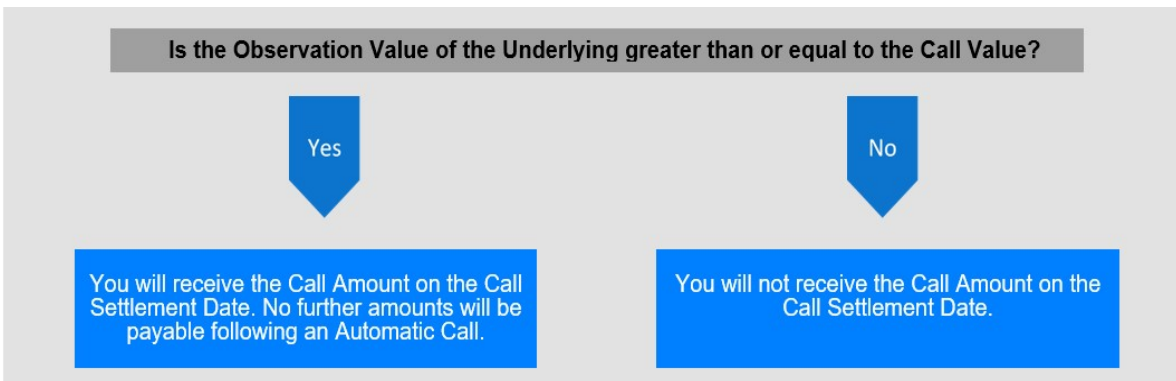 Is the Observation Value of the Underlying greater than or equal to the Call Value?
Yes
No
You will receive the Call Amount on the Call
Settlement Date. No further amounts will be
payable following an Automatic Call.
You will not receive the Call Amount on the
Call Settlement Date.